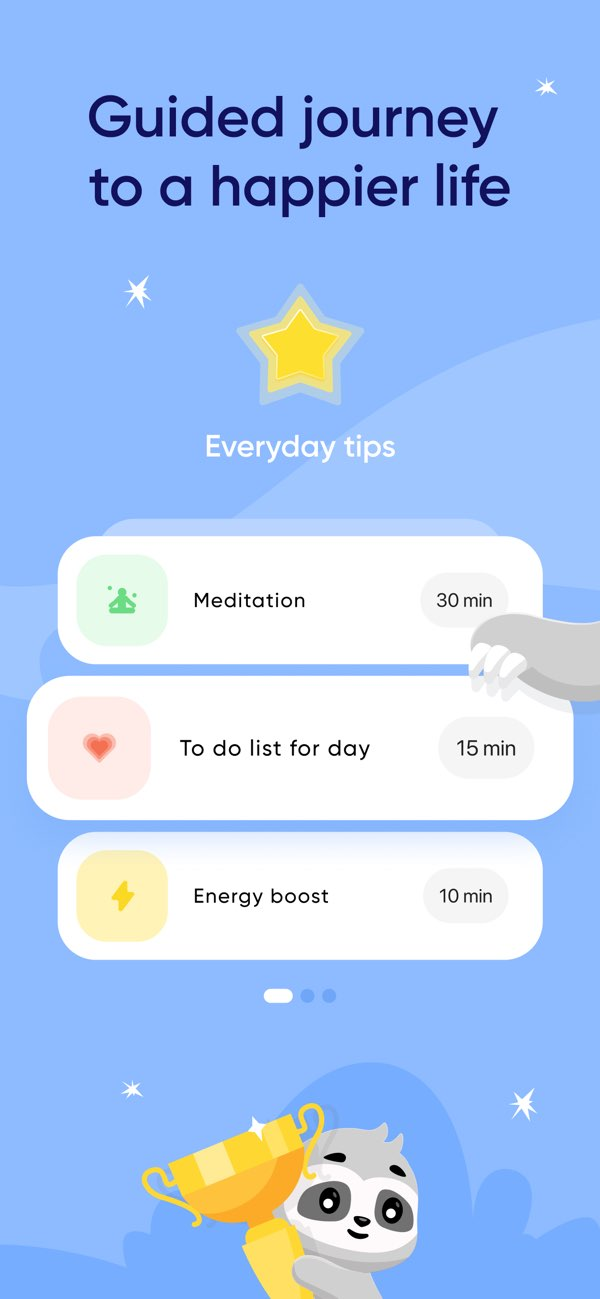 Guided journey
to a happier life
Everyday tips
Meditation 30 min
To do list for day 15 min
Energy boost 10 min